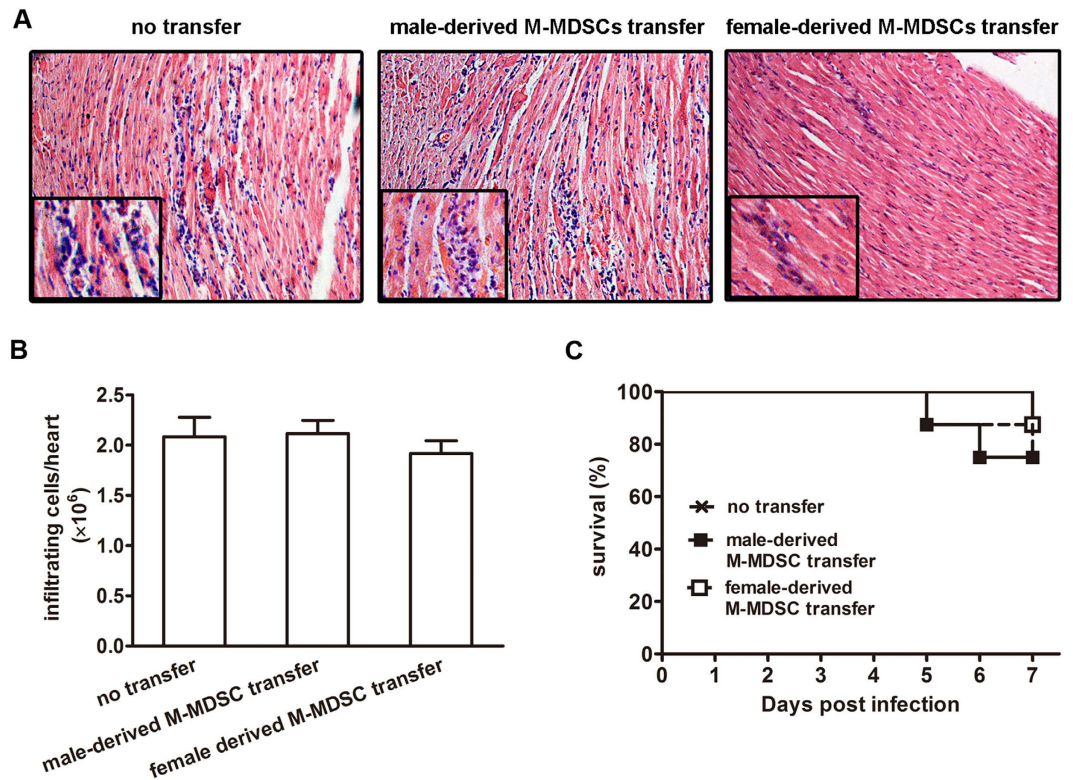 A
no transfer
male-derived M-MDSCs transfer
female-derived M-MDSCs transfer
B
infiltrating cells/heart
(×10⁶)
2.5
2.0
1.5
1.0
0.5
0.0
no transfer
male-derived M-MDSC transfer
female derived M-MDSC transfer
C
survival (%)
100
80
60
40
20
0
no transfer
male-derived
M-MDSC transfer
female-derived
M-MDSC transfer
0 1 2 3 4 5 6 7
Days post infection